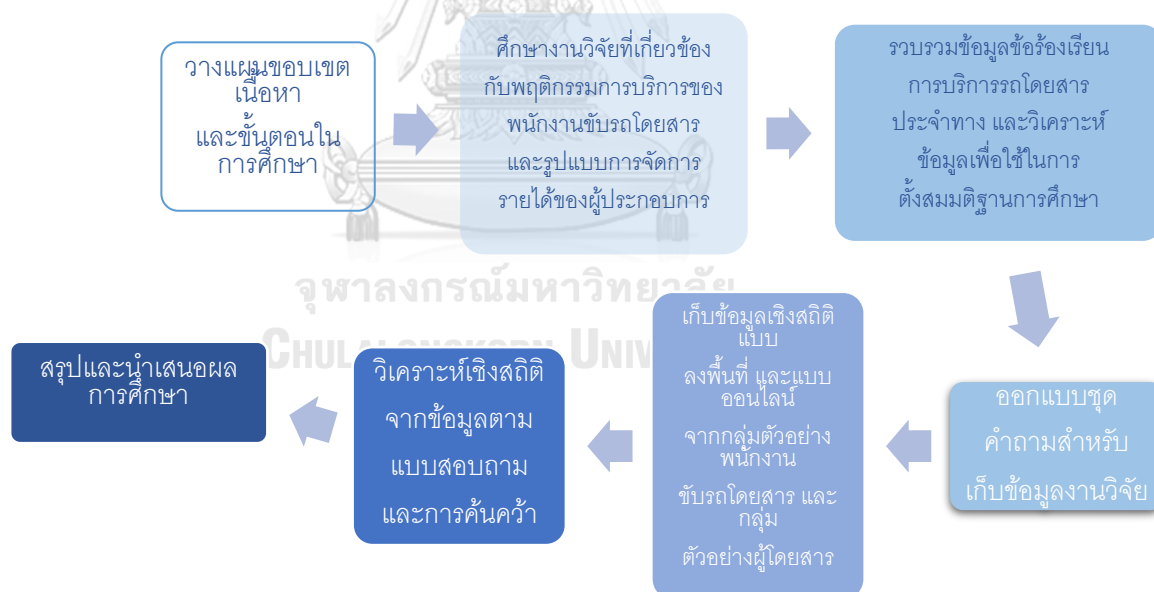 วางแผนขอบเขต
เนื้อหา
และขั้นตอนใน
การศึกษา
ศึกษางานวิจัยที่เกี่ยวข้อง
กับพฤติกรรมการบริการของ
พนักงานขับรถโดยสาร
และรูปแบบการจัดการ
รายได้ของผู้ประกอบการ
รวบรวมข้อมูลข้อร้องเรียน
การบริการรถโดยสาร
ประจำทาง และวิเคราะห์
ข้อมูลเพื่อใช้ในการ
ตั้งสมมติฐานการศึกษา
ออกแบบชุด
คำถามสำหรับ
เก็บข้อมูลงานวิจัย
เก็บข้อมูลเชิงสถิติ
แบบ
ลงพื้นที่ และแบบ
ออนไลน์
จากกลุ่มตัวอย่าง
พนักงาน
ขับรถโดยสาร และ
กลุ่ม
ตัวอย่างผู้โดยสาร
วิเคราะห์เชิงสถิติ
จากข้อมูลตาม
แบบสอบถาม
และการค้นคว้า
สรุปและนำเสนอผล
การศึกษา
จุฬาลงกรณ์มหาวิทยาลัย